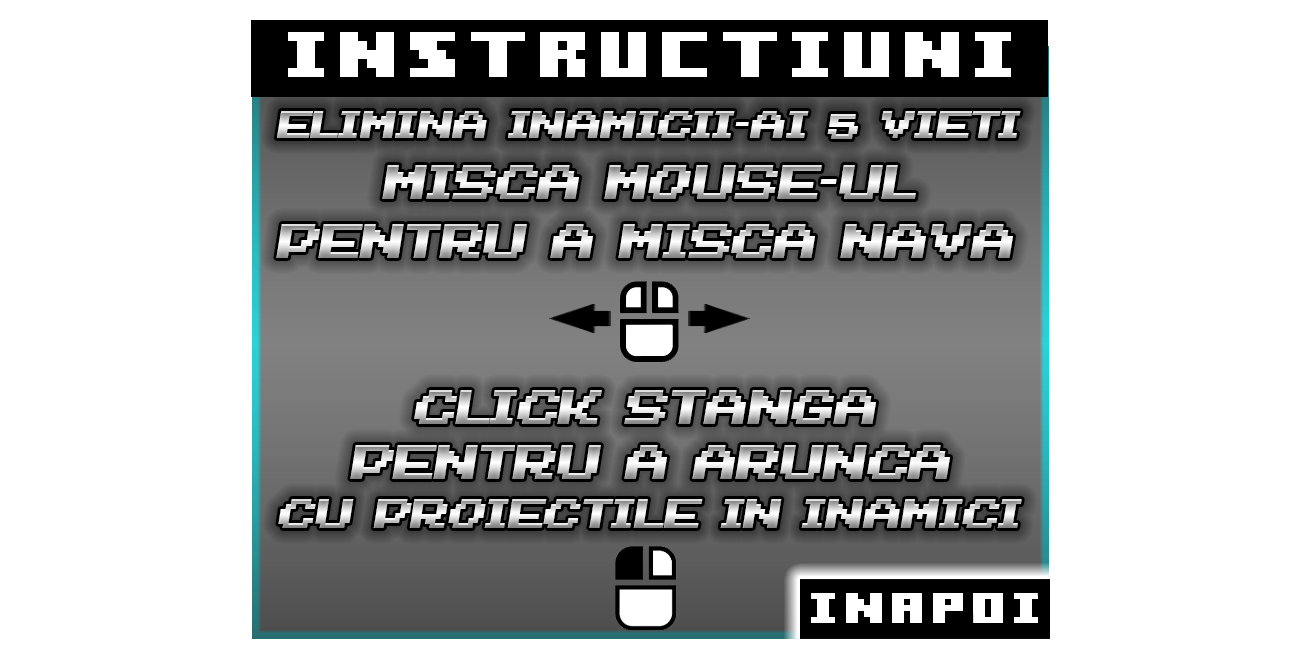 INSTRUCTIUNI
ELIMINA INAMICII-AI 5 VIETI
MISCA MOUSE-UL
PENTRU A MISCA NAVA
CLICK STANGA
PENTRU A ARUNCA
CU PROIECTILE IN INAMICI
INAPOI